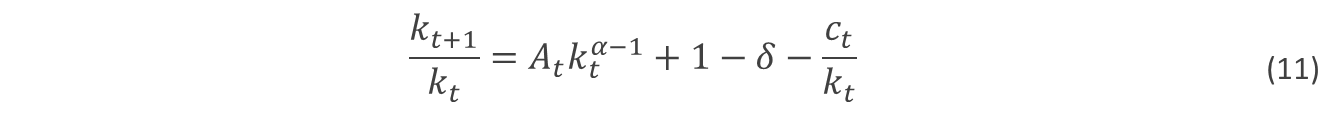 k_{t+1}/k_t = A_t k_t^{α−1} + 1 − δ − c_t/k_t (11)